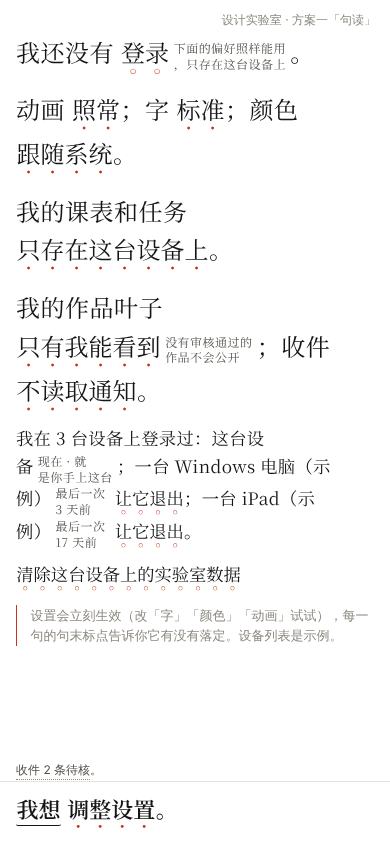 设计实验室 · 方案一「句读」
我还没有 登录 下面的偏好照样能用，只存在这台设备上 。
动画 照常；字 标准；颜色
跟随系统。
我的课表和任务
只存在这台设备上。
我的作品叶子
只有我能看到 没有审核通过的作品不会公开 ；收件
不读取通知。
我在 3 台设备上登录过：这台设
备 现在 · 就是你手上这台 ；一台 Windows 电脑（示
例） 最后一次 3 天前 让它退出；一台 iPad（示
例） 最后一次 17 天前 让它退出。
清除这台设备上的实验室数据
设置会立刻生效（改「字」「颜色」「动画」试试），每一
句的句末标点告诉你它有没有落定。设备列表是示例。
收件 2 条待核。
我想 调整设置。